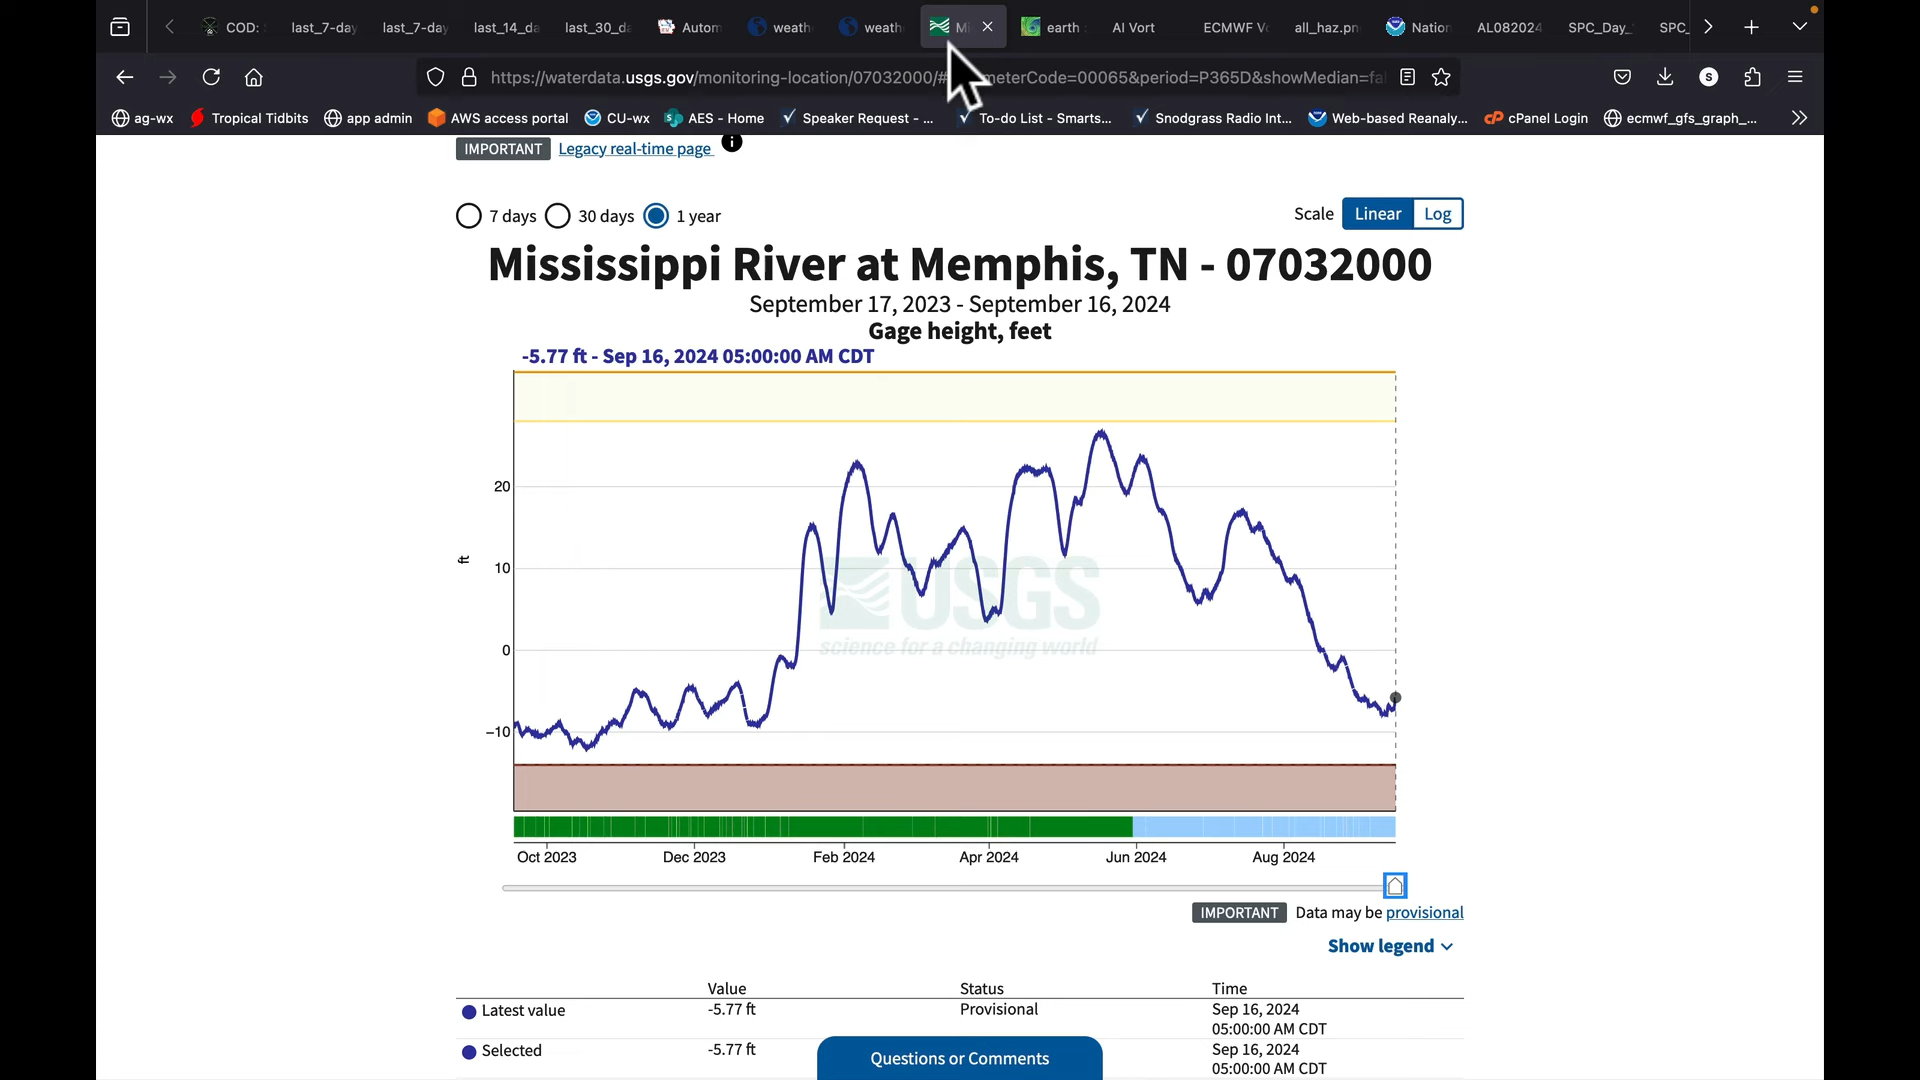 COD:
last_7-day
last_7-day
last_14_da
last_30_da
Autom
weath
weath
Mi
earth
AI Vort
ECMWF Vo
all_haz.pn
Nation
AL082024
SPC_Day_
SPC_
https://waterdata.usgs.gov/monitoring-location/07032000/# meterCode=00065&period=P365D&showMedian=fal
S
ag-wx
Tropical Tidbits
app admin
AWS access portal
CU-wx
AES - Home
Speaker Request - ...
To-do List - Smarts...
Snodgrass Radio Int...
Web-based Reanaly...
cPanel Login
ecmwf_gfs_graph_...
IMPORTANT Legacy real-time page i
7 days 30 days 1 year
Scale Linear Log
Mississippi River at Memphis, TN - 07032000
September 17, 2023 - September 16, 2024
Gage height, feet
-5.77 ft - Sep 16, 2024 05:00:00 AM CDT
20
ft
10
0
−10
USGS
science for a changing world
Oct 2023 Dec 2023 Feb 2024 Apr 2024 Jun 2024 Aug 2024
IMPORTANT Data may be provisional
Show legend
Value Status Time
Latest value -5.77 ft Provisional Sep 16, 2024
05:00:00 AM CDT
Selected -5.77 ft Sep 16, 2024
05:00:00 AM CDT
Questions or Comments